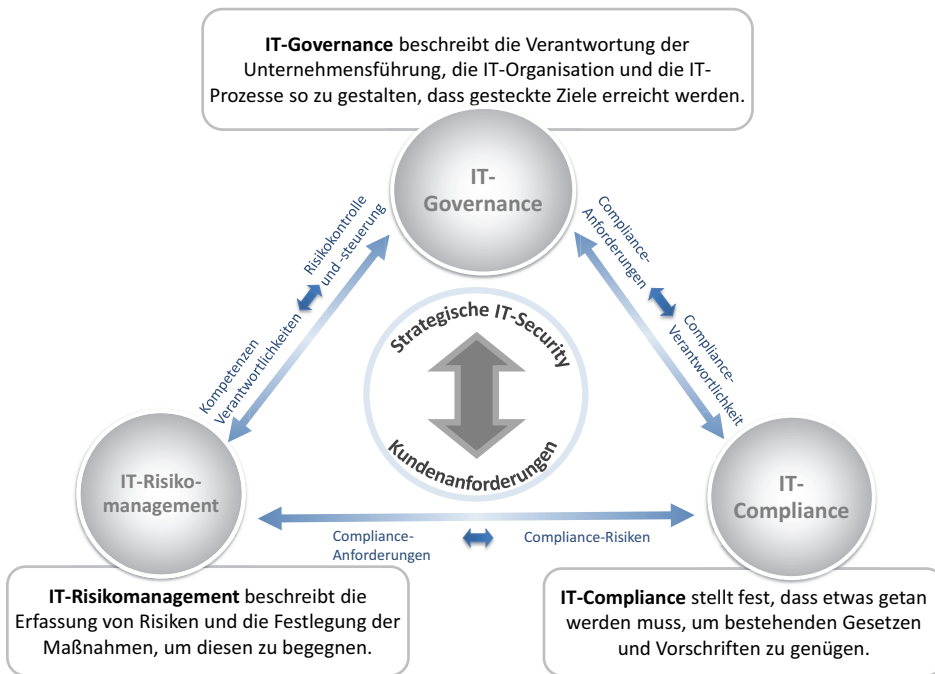 IT-Governance beschreibt die Verantwortung der
Unternehmensführung, die IT-Organisation und die IT-
Prozesse so zu gestalten, dass gesteckte Ziele erreicht werden.
IT-
Governance
Risikokontrolle
und -steuerung
Kompetenzen
Verantwortlichkeiten
Compliance-
Anforderungen
Compliance-
Verantwortlichkeit
Strategische IT-Security
Kundenanforderungen
IT-Risiko-
management
IT-
Compliance
Compliance-
Anforderungen
Compliance-Risiken
IT-Risikomanagement beschreibt die
Erfassung von Risiken und die Festlegung der
Maßnahmen, um diesen zu begegnen.
IT-Compliance stellt fest, dass etwas getan
werden muss, um bestehenden Gesetzen
und Vorschriften zu genügen.